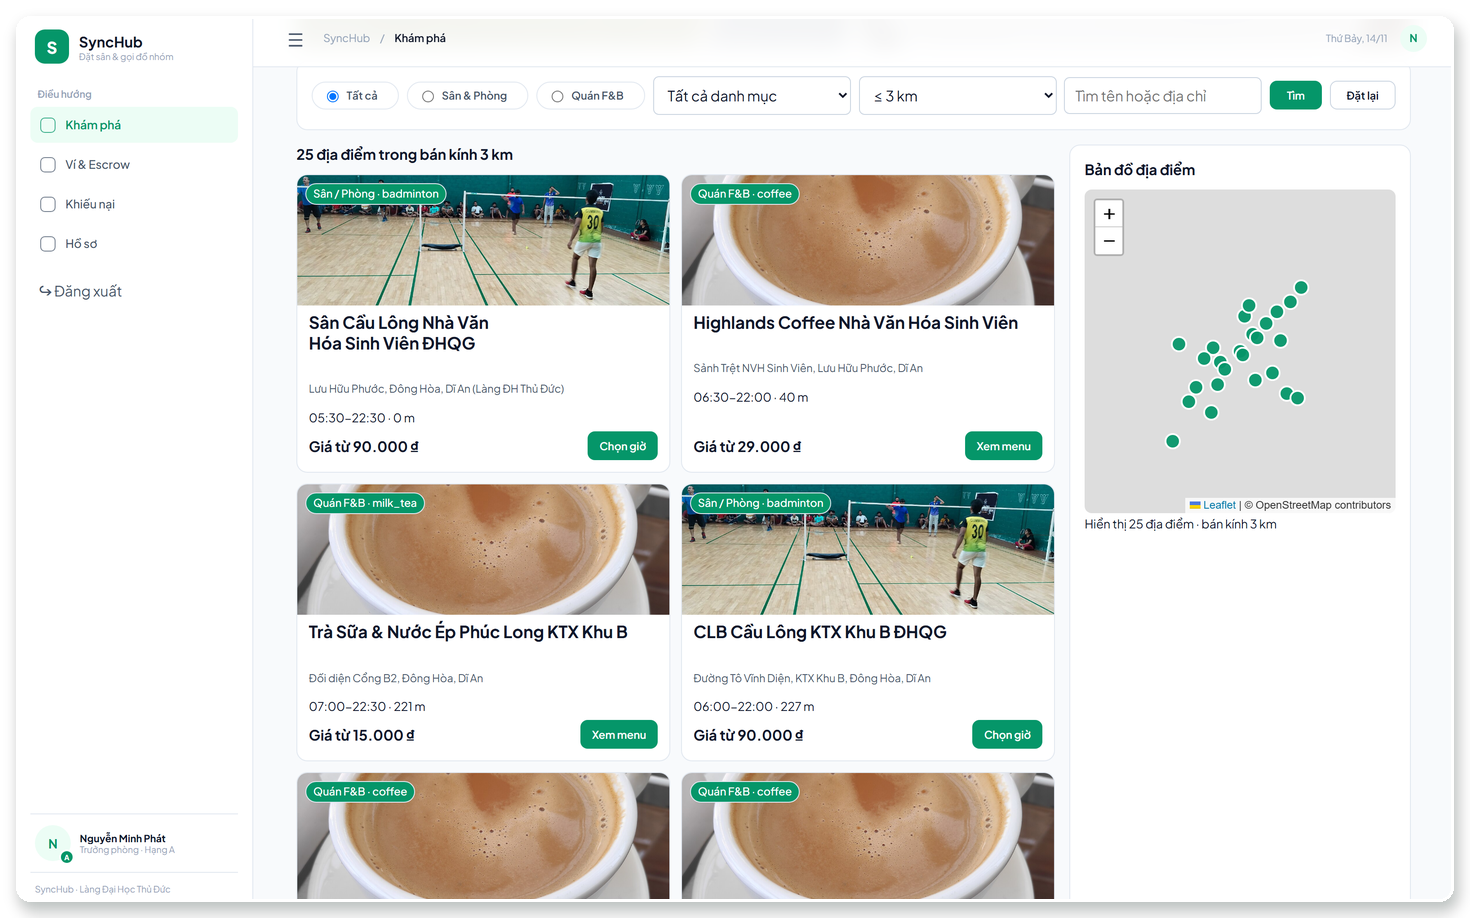 S
SyncHub
Đặt sân & gọi đồ nhóm
SyncHub / Khám phá
Thứ Bảy, 14/11
N
Điều hướng
Khám phá
Ví & Escrow
Khiếu nại
Hồ sơ
↪ Đăng xuất
Tất cả
Sân & Phòng
Quán F&B
Tất cả danh mục
≤ 3 km
Tìm tên hoặc địa chỉ
Tìm
Đặt lại
25 địa điểm trong bán kính 3 km
Sân / Phòng · badminton
30
Sân Cầu Lông Nhà Văn
Hóa Sinh Viên ĐHQG
Lưu Hữu Phước, Đông Hòa, Dĩ An (Làng ĐH Thủ Đức)
05:30–22:30 · 0 m
Giá từ 90.000 ₫
Chọn giờ
Quán F&B · coffee
Highlands Coffee Nhà Văn Hóa Sinh Viên
Sảnh Trệt NVH Sinh Viên, Lưu Hữu Phước, Dĩ An
06:30–22:00 · 40 m
Giá từ 29.000 ₫
Xem menu
Quán F&B · milk_tea
Trà Sữa & Nước Ép Phúc Long KTX Khu B
Đối diện Cổng B2, Đông Hòa, Dĩ An
07:00–22:30 · 221 m
Giá từ 15.000 ₫
Xem menu
Sân / Phòng · badminton
30
CLB Cầu Lông KTX Khu B ĐHQG
Đường Tô Vĩnh Diện, KTX Khu B, Đông Hòa, Dĩ An
06:00–22:00 · 227 m
Giá từ 90.000 ₫
Chọn giờ
Quán F&B · coffee
Quán F&B · coffee
Bản đồ địa điểm
+
−
Leaflet | © OpenStreetMap contributors
Hiển thị 25 địa điểm · bán kính 3 km
N
A
Nguyễn Minh Phát
Trưởng phòng · Hạng A
SyncHub · Làng Đại Học Thủ Đức